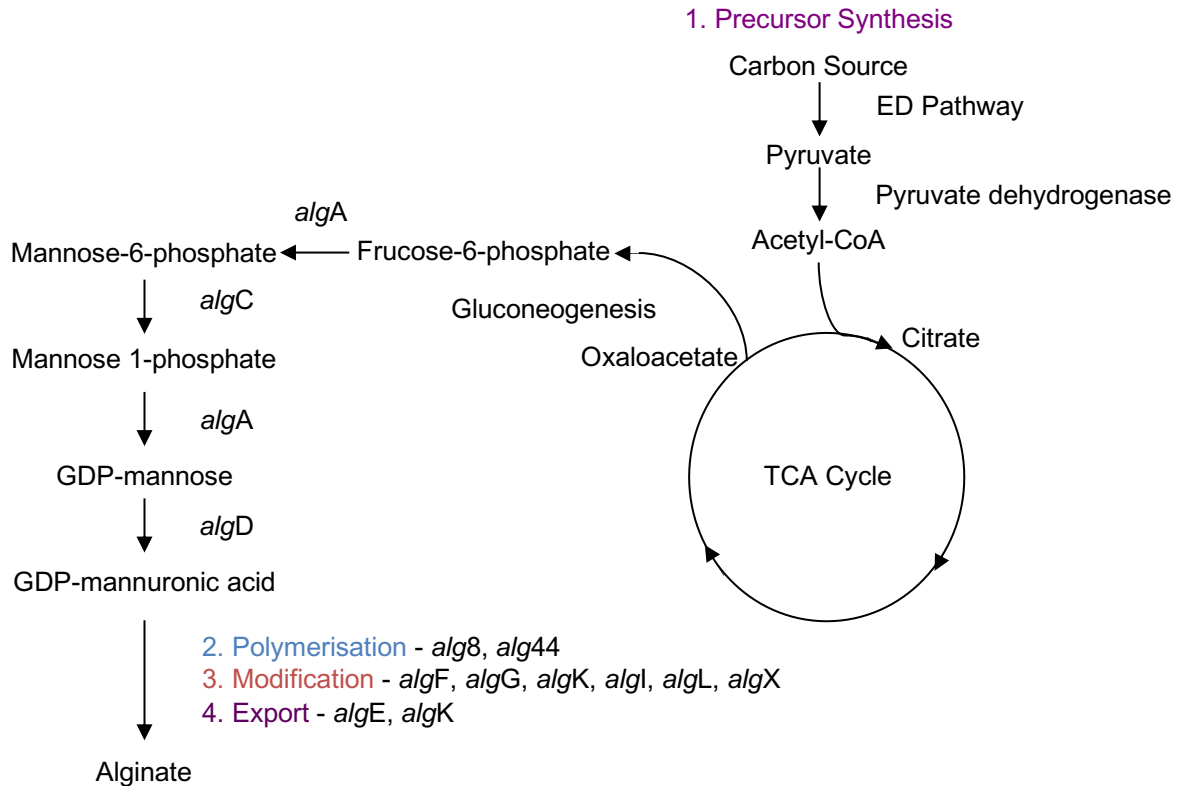 1. Precursor Synthesis
Carbon Source
ED Pathway
Pyruvate
Pyruvate dehydrogenase
Acetyl-CoA
Citrate
TCA Cycle
Oxaloacetate
Gluconeogenesis
Frucose-6-phosphate
algA
Mannose-6-phosphate
algC
Mannose 1-phosphate
algA
GDP-mannose
algD
GDP-mannuronic acid
2. Polymerisation - alg8, alg44
3. Modification - algF, algG, algK, algI, algL, algX
4. Export - algE, algK
Alginate